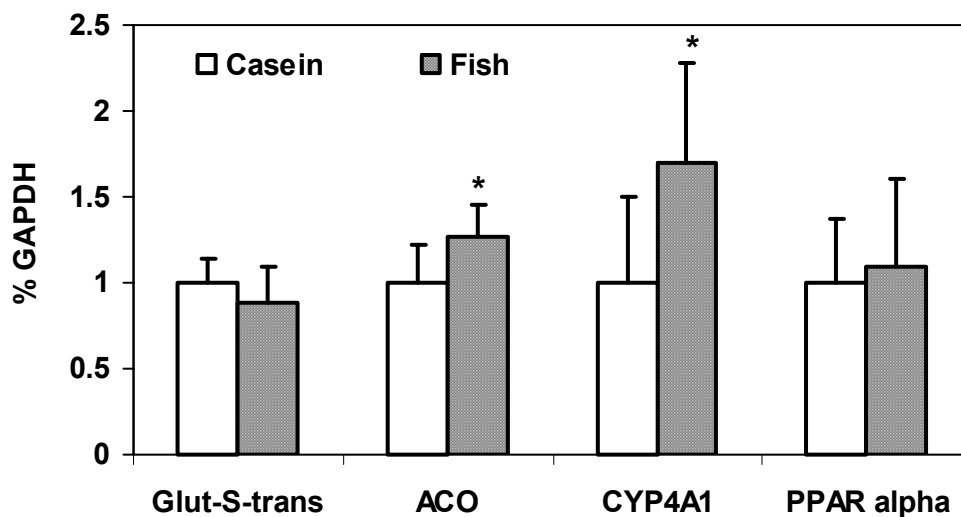 2.5
Casein Fish
*
2
% GAPDH
*
1.5
1
0.5
0
Glut-S-trans ACO CYP4A1 PPAR alpha